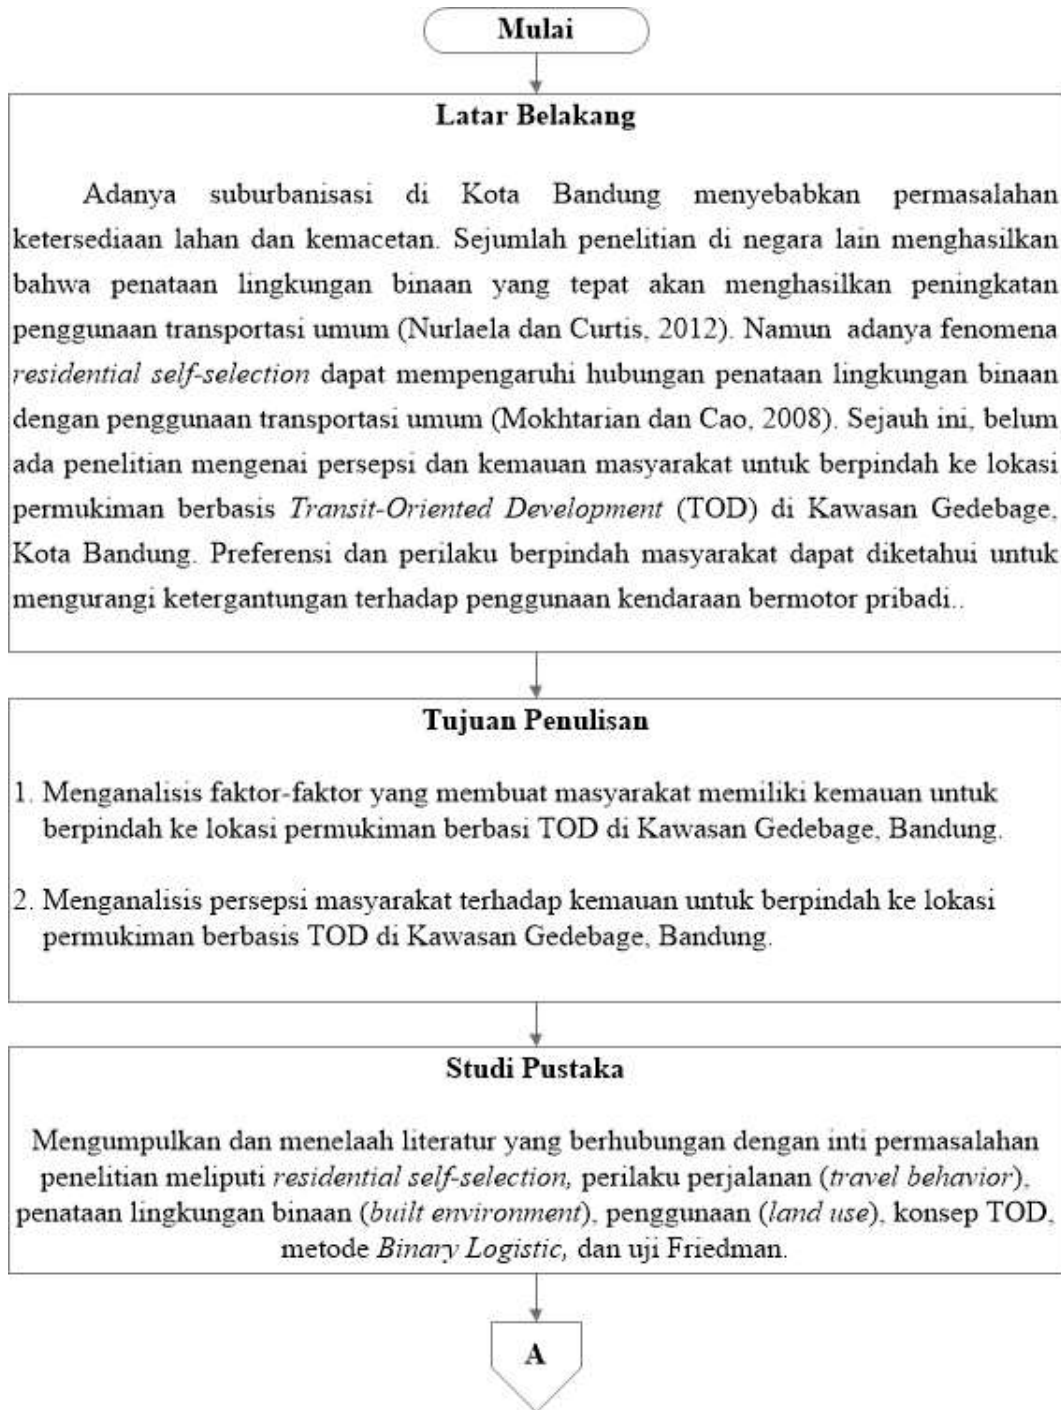 Mulai
Latar Belakang
Adanya suburbanisasi di Kota Bandung menyebabkan permasalahan
ketersediaan lahan dan kemacetan. Sejumlah penelitian di negara lain menghasilkan
bahwa penataan lingkungan binaan yang tepat akan menghasilkan peningkatan
penggunaan transportasi umum (Nurlaela dan Curtis, 2012). Namun adanya fenomena
residential self-selection dapat mempengaruhi hubungan penataan lingkungan binaan
dengan penggunaan transportasi umum (Mokhtarian dan Cao, 2008). Sejauh ini, belum
ada penelitian mengenai persepsi dan kemauan masyarakat untuk berpindah ke lokasi
permukiman berbasis Transit-Oriented Development (TOD) di Kawasan Gedebage,
Kota Bandung. Preferensi dan perilaku berpindah masyarakat dapat diketahui untuk
mengurangi ketergantungan terhadap penggunaan kendaraan bermotor pribadi..
Tujuan Penulisan
1. Menganalisis faktor-faktor yang membuat masyarakat memiliki kemauan untuk
berpindah ke lokasi permukiman berbasi TOD di Kawasan Gedebage, Bandung.
2. Menganalisis persepsi masyarakat terhadap kemauan untuk berpindah ke lokasi
permukiman berbasis TOD di Kawasan Gedebage, Bandung.
Studi Pustaka
Mengumpulkan dan menelaah literatur yang berhubungan dengan inti permasalahan
penelitian meliputi residential self-selection, perilaku perjalanan (travel behavior),
penataan lingkungan binaan (built environment), penggunaan (land use), konsep TOD,
metode Binary Logistic, dan uji Friedman.
A